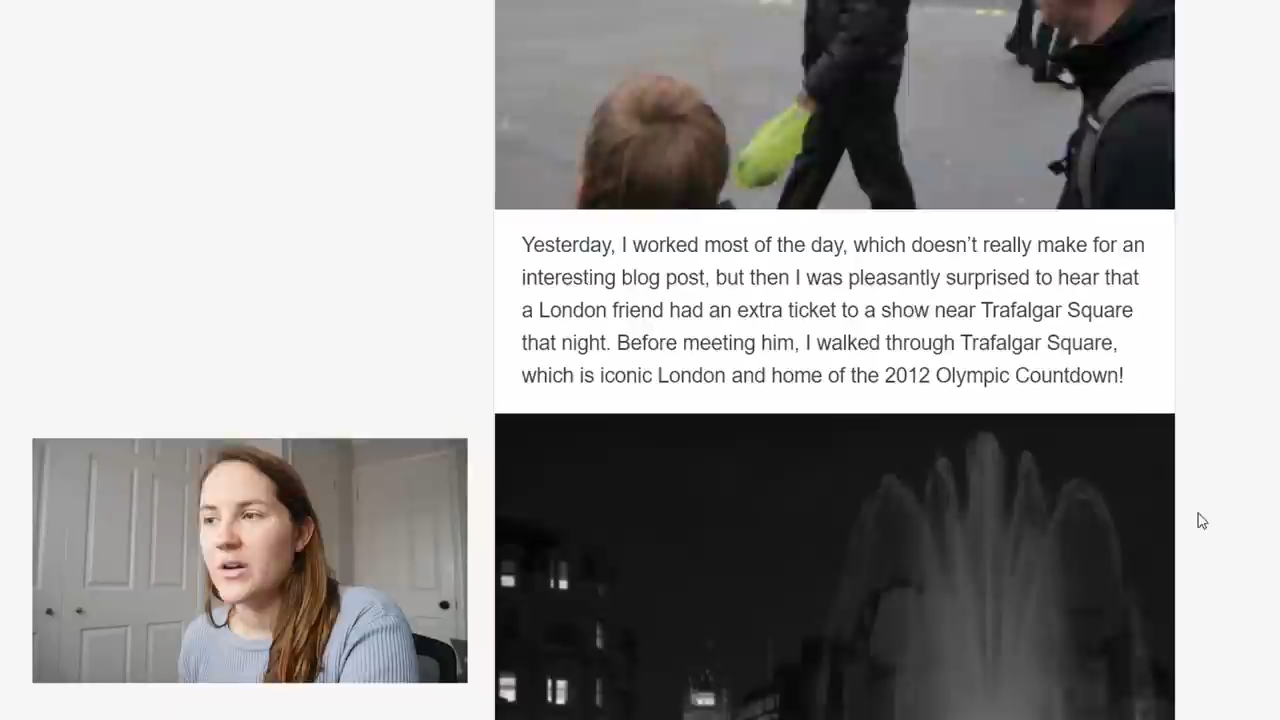 Yesterday, I worked most of the day, which doesn’t really make for an
interesting blog post, but then I was pleasantly surprised to hear that
a London friend had an extra ticket to a show near Trafalgar Square
that night. Before meeting him, I walked through Trafalgar Square,
which is iconic London and home of the 2012 Olympic Countdown!